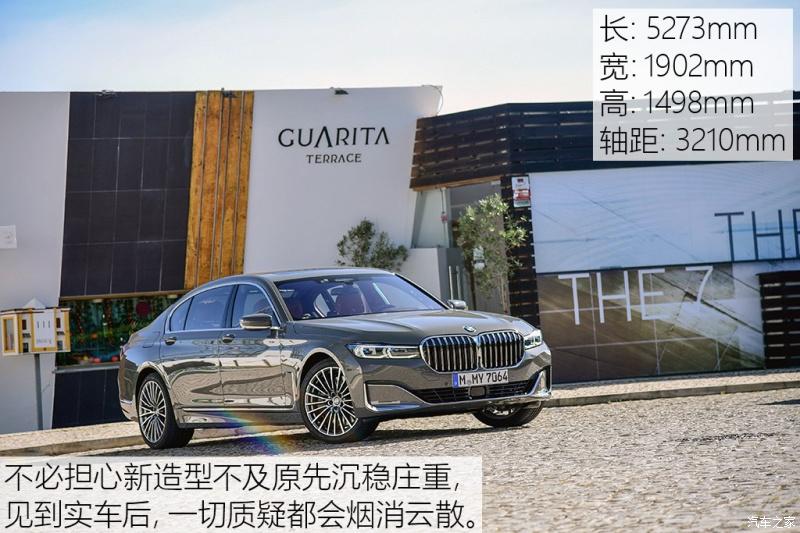 长: 5273mm
宽: 1902mm
高: 1498mm
轴距: 3210mm
GUARITA
TERRACE
THE
THE 7
111
M MY 7064
不必担心新造型不及原先沉稳庄重,
见到实车后, 一切质疑都会烟消云散。
汽车之家